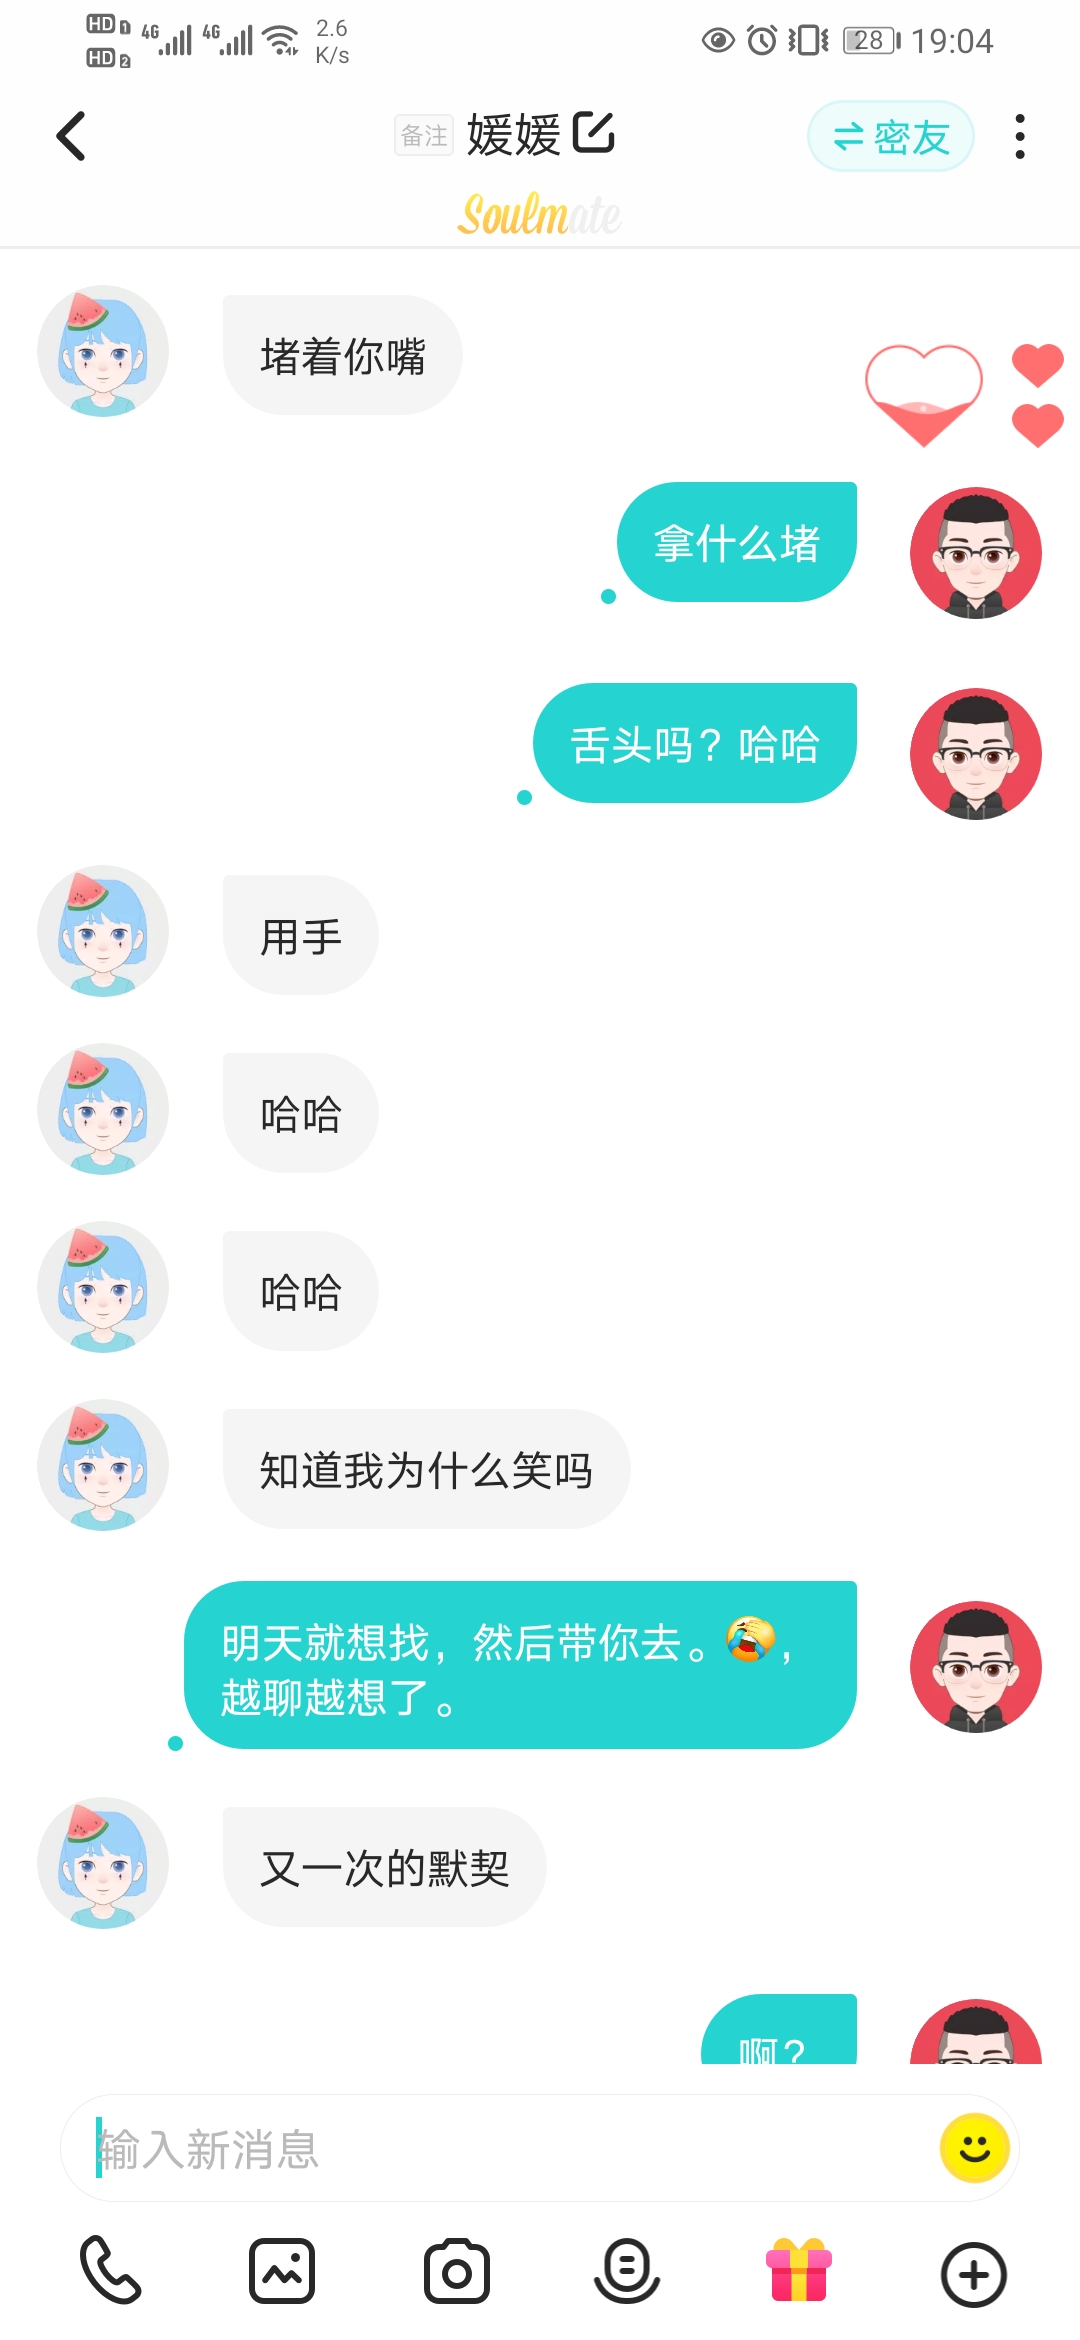 HD 1 4G 4G 2.6
HD 2 K/s
28 19:04
备注 媛媛 密友
Soulmate
堵着你嘴
拿什么堵
舌头吗？哈哈
用手
哈哈
哈哈
知道我为什么笑吗
明天就想找，然后带你去。🤦😂，
越聊越想了。
又一次的默契
啊？
输入新消息